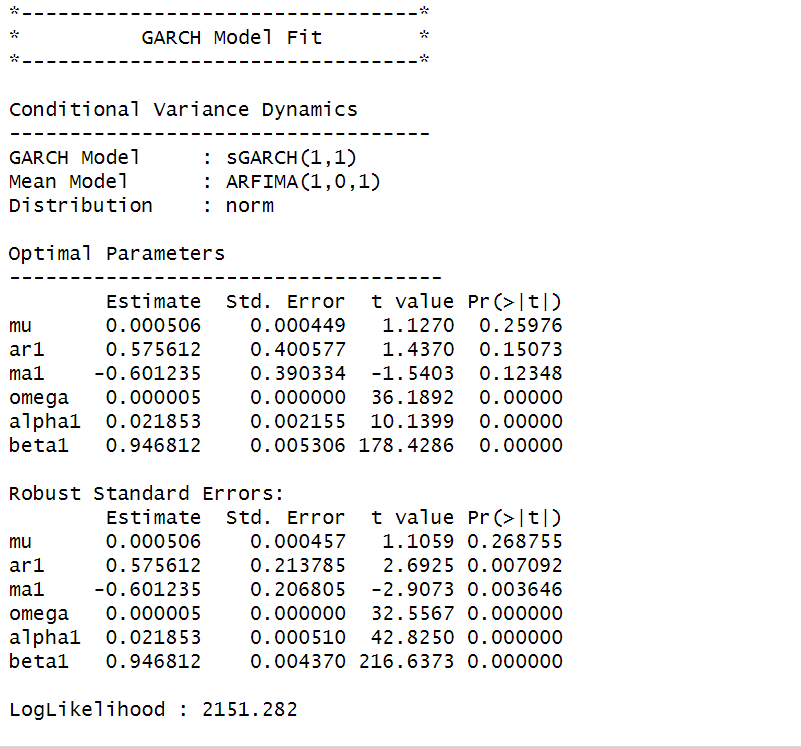 *---------------------------------*
*          GARCH Model Fit        *
*---------------------------------*
Conditional Variance Dynamics
-----------------------------------
GARCH Model     : sGARCH(1,1)
Mean Model      : ARFIMA(1,0,1)
Distribution    : norm
Optimal Parameters
------------------------------------
        Estimate  Std. Error  t value Pr(>|t|)
mu      0.000506    0.000449   1.1270  0.25976
ar1     0.575612    0.400577   1.4370  0.15073
ma1    -0.601235    0.390334  -1.5403  0.12348
omega   0.000005    0.000000  36.1892  0.00000
alpha1  0.021853    0.002155  10.1399  0.00000
beta1   0.946812    0.005306 178.4286  0.00000
Robust Standard Errors:
        Estimate  Std. Error  t value Pr(>|t|)
mu      0.000506    0.000457   1.1059 0.268755
ar1     0.575612    0.213785   2.6925 0.007092
ma1    -0.601235    0.206805  -2.9073 0.003646
omega   0.000005    0.000000  32.5567 0.000000
alpha1  0.021853    0.000510  42.8250 0.000000
beta1   0.946812    0.004370 216.6373 0.000000
LogLikelihood : 2151.282